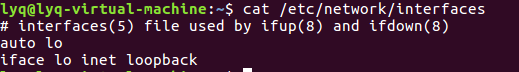 lyq@lyq-virtual-machine:~$ cat /etc/network/interfaces
# interfaces(5) file used by ifup(8) and ifdown(8)
auto lo
iface lo inet loopback